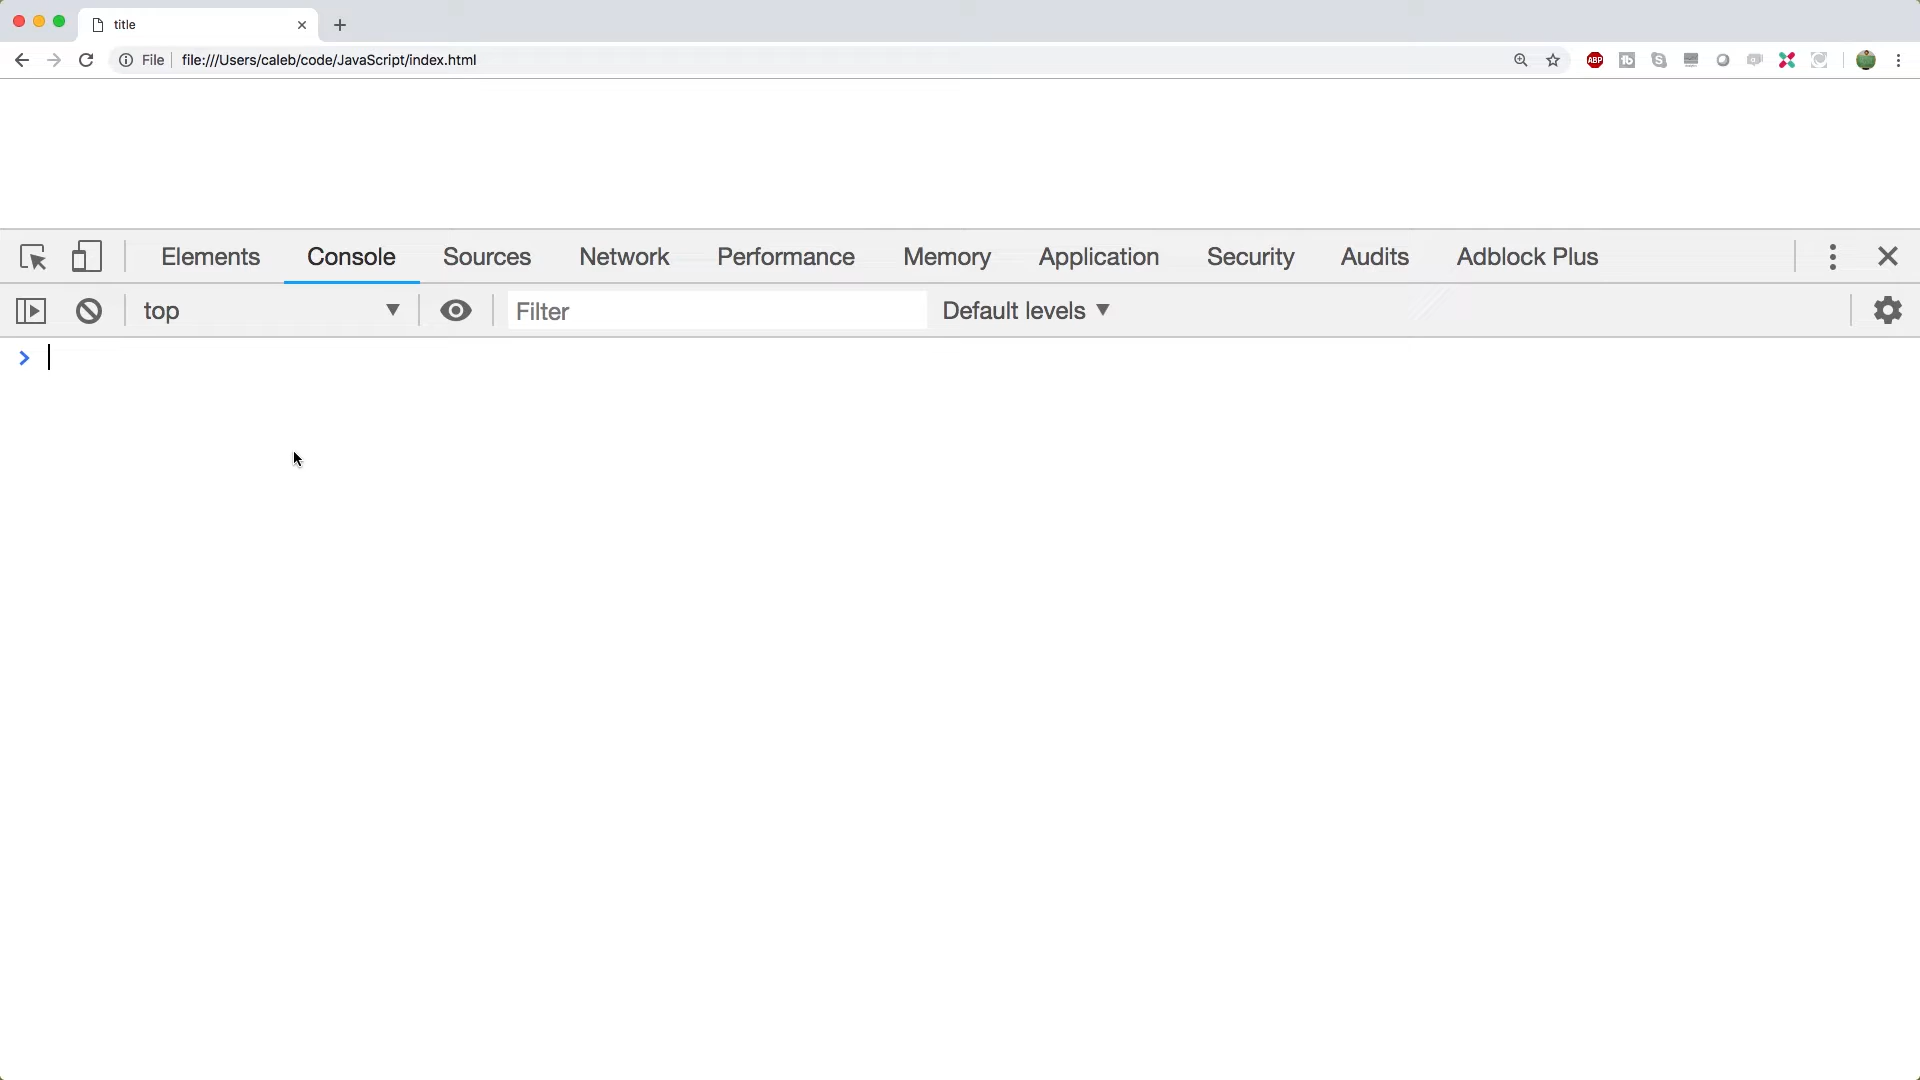 title
File file:///Users/caleb/code/JavaScript/index.html ABP
Elements Console Sources Network Performance Memory Application Security Audits Adblock Plus
top Filter Default levels